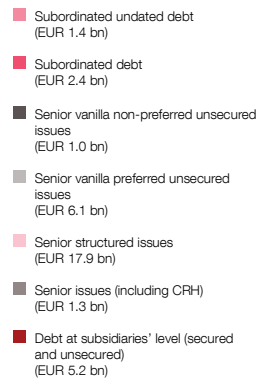 Subordinated undated debt
(EUR 1.4 bn)
Subordinated debt
(EUR 2.4 bn)
Senior vanilla non-preferred unsecured
issues
(EUR 1.0 bn)
Senior vanilla preferred unsecured
issues
(EUR 6.1 bn)
Senior structured issues
(EUR 17.9 bn)
Senior issues (including CRH)
(EUR 1.3 bn)
Debt at subsidiaries' level (secured
and unsecured)
(EUR 5.2 bn)